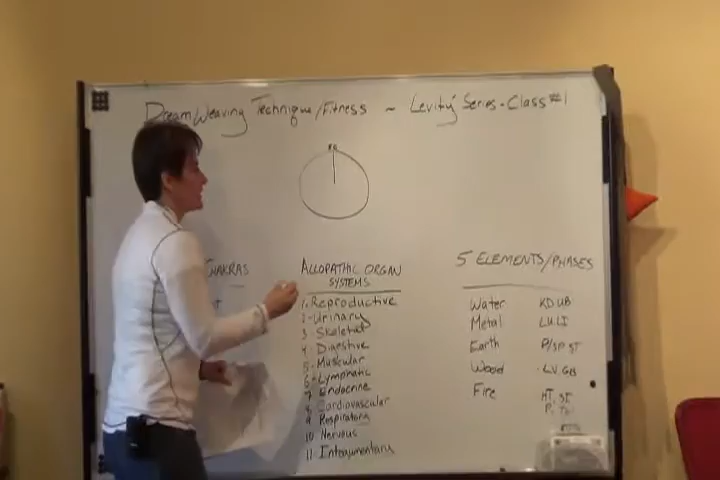 DreamWeaving Technique/Fitness ~ Levity Series - Class #1
CHAKRAS
ALLOPATHIC ORGAN
SYSTEMS
1. Reproductive
2. Urinary
3 Skeletal
4 Digestive
5. Muscular
6. Lymphatic
7 Endocrine
8 Cardiovascular
9 Respiratory
10 Nervous
11 Integumentary
5 ELEMENTS/PHASES
Water KD UB
Metal LU LI
Earth P/SP ST
Wood LV GB
Fire HT, SI